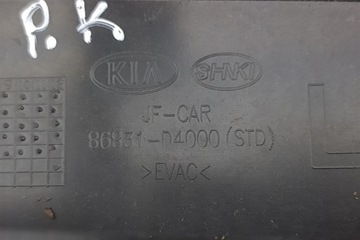 P.K
KIA SHNKI
JF-CAR
86831-D4000 (STD)
>EVAC<